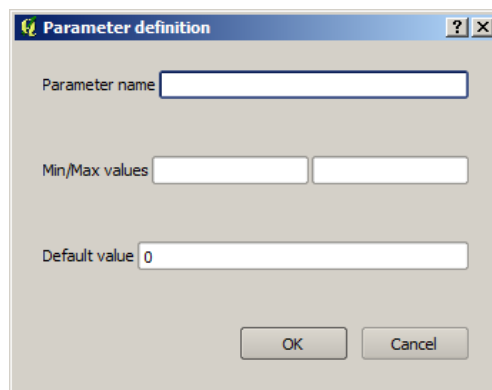 Parameter definition
Parameter name
Min/Max values
Default value 0
OK Cancel